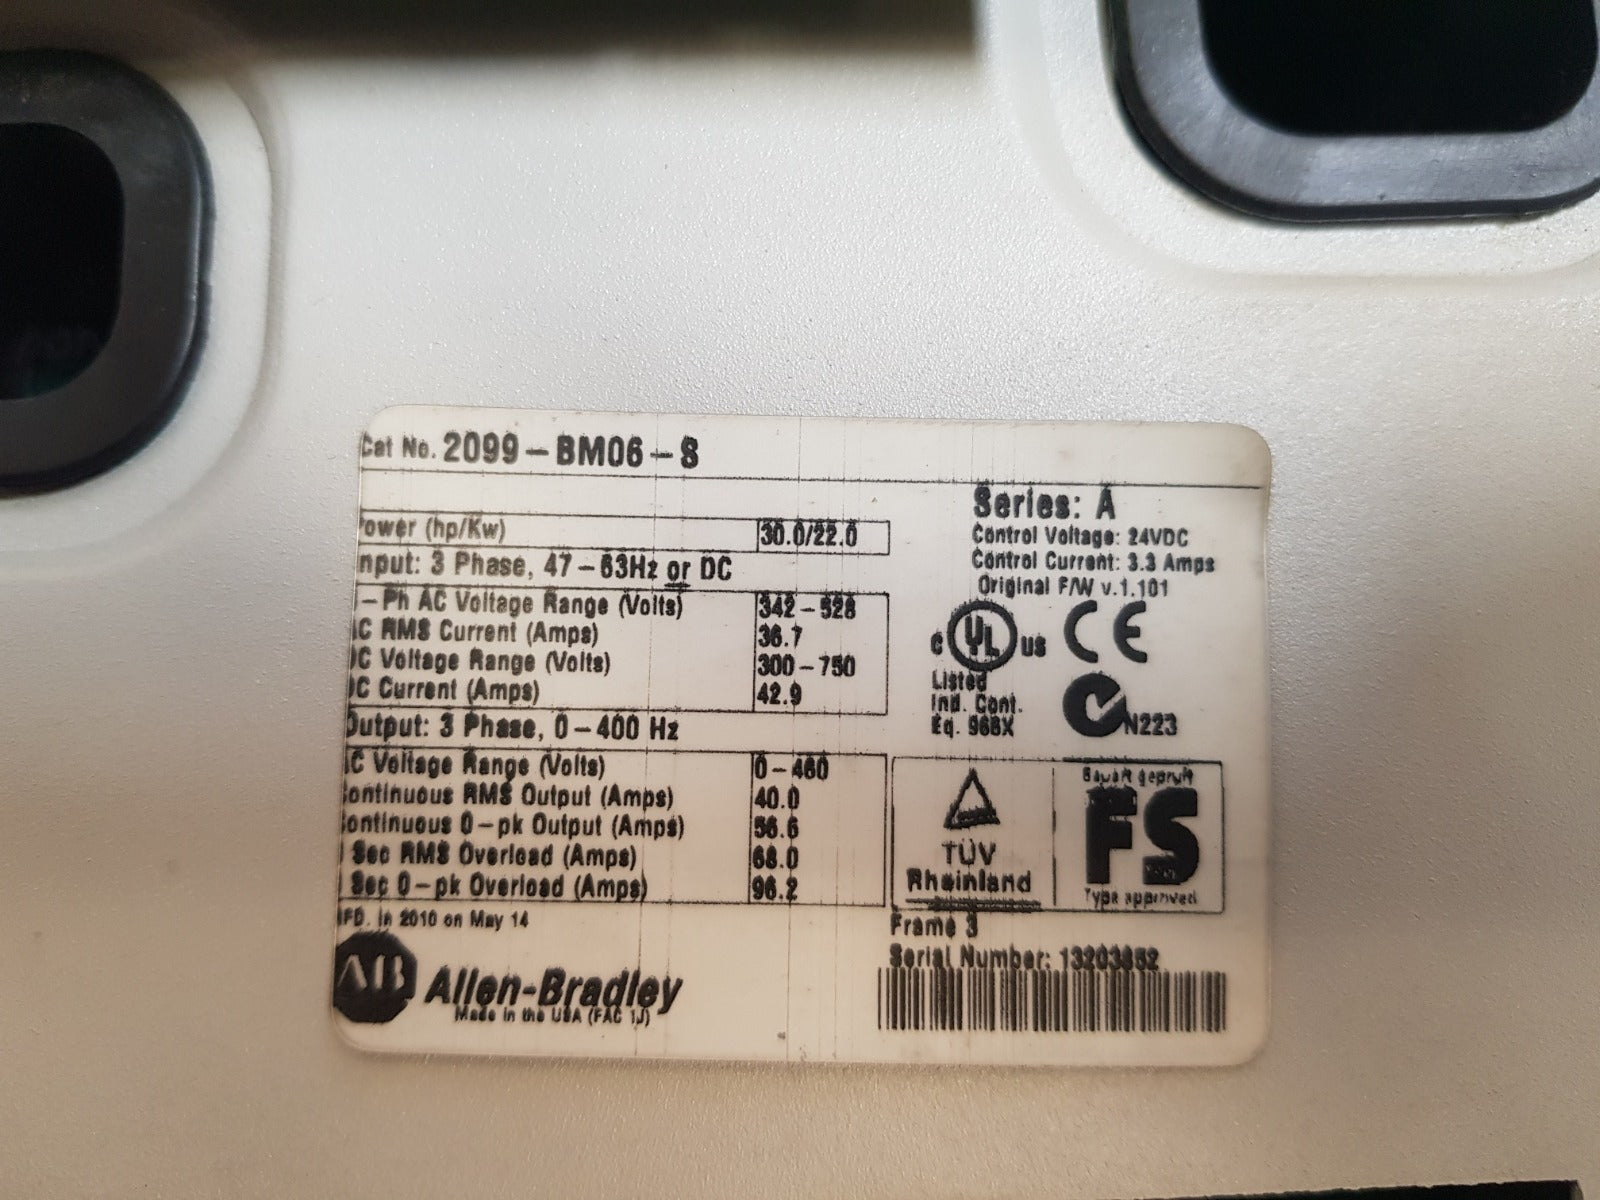 Cat No. 2099-BM06-S
Power (hp/Kw) 30.0/22.0
Input: 3 Phase, 47-63Hz or DC
-Ph AC Voltage Range (Volts) 342-528
AC RMS Current (Amps) 36.7
DC Voltage Range (Volts) 300-750
DC Current (Amps) 42.9
Output: 3 Phase, 0-400 Hz
AC Voltage Range (Volts) 0-460
Continuous RMS Output (Amps) 40.0
Continuous 0-pk Output (Amps) 56.6
Sec RMS Overload (Amps) 68.0
Sec 0-pk Overload (Amps) 96.2
MFD. in 2010 on May 14
AB Allen-Bradley
Made in the USA (FAC 1J)
Series: A
Control Voltage: 24VDC
Control Current: 3.3 Amps
Original F/W v.1.101
C UL US CE
Listed
Ind. Cont.
Eq. 966X
N223
TÜV
Rheinland
Bauart geprüft
FS
Type approved
Frame 3
Serial Number: 13203852